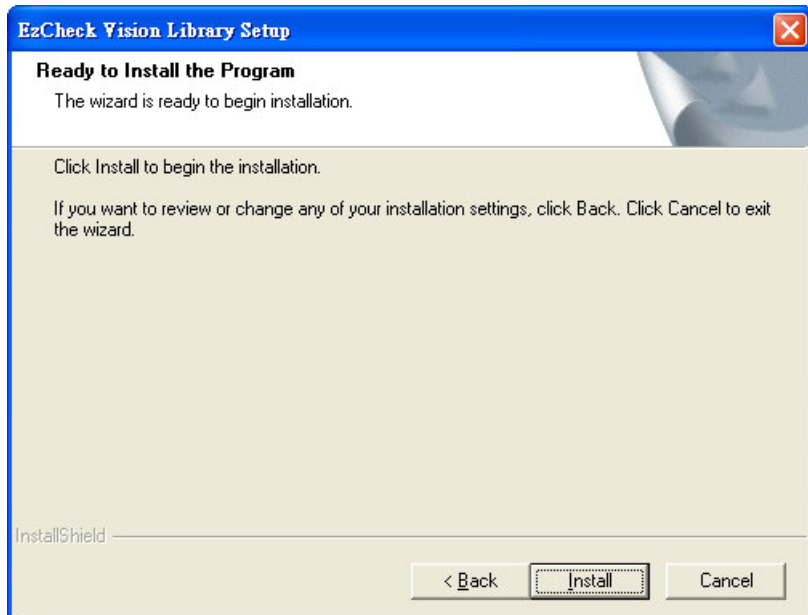 EzCheck Vision Library Setup
Ready to Install the Program
The wizard is ready to begin installation.
Click Install to begin the installation.
If you want to review or change any of your installation settings, click Back. Click Cancel to exit
the wizard.
InstallShield
< Back Install Cancel